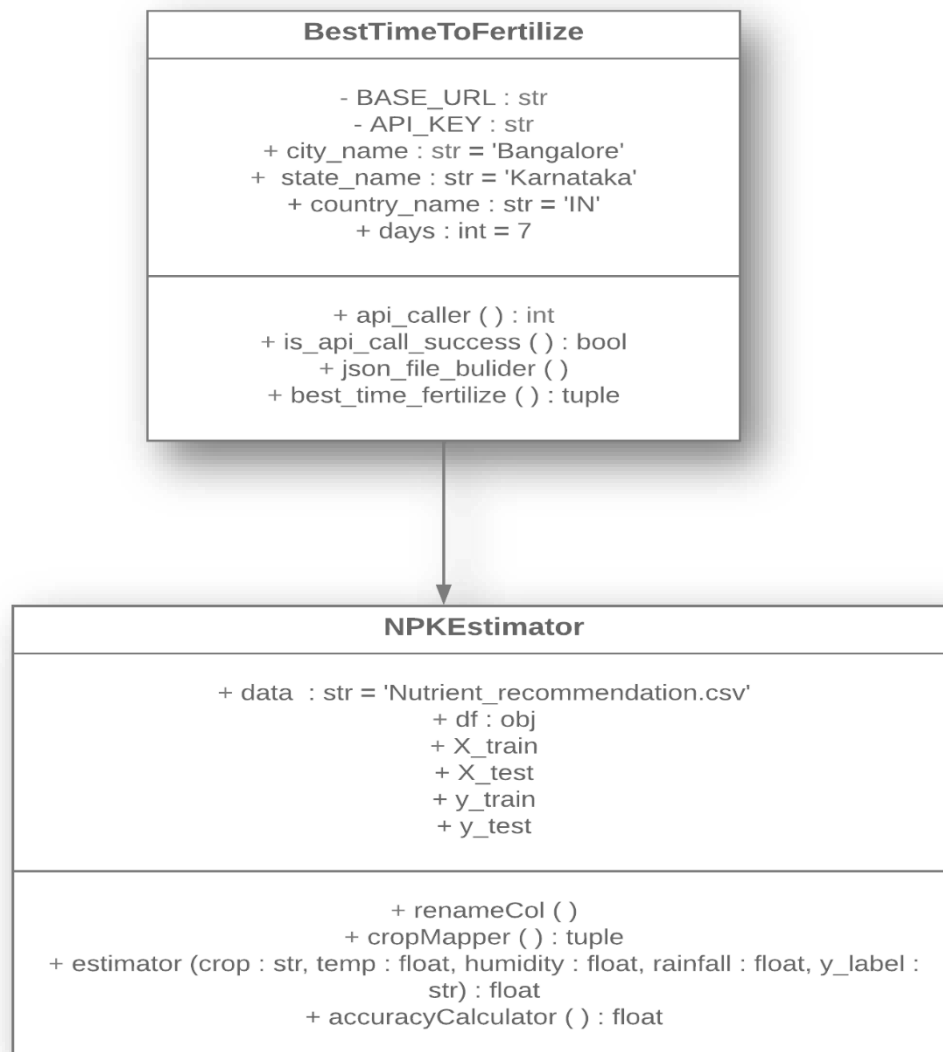 BestTimeToFertilize
- BASE_URL : str
- API_KEY : str
+ city_name : str = 'Bangalore'
+ state_name : str = 'Karnataka'
+ country_name : str = 'IN'
+ days : int = 7
+ api_caller ( ) : int
+ is_api_call_success ( ) : bool
+ json_file_bulider ( )
+ best_time_fertilize ( ) : tuple
NPKEstimator
+ data : str = 'Nutrient_recommendation.csv'
+ df : obj
+ X_train
+ X_test
+ y_train
+ y_test
+ renameCol ( )
+ cropMapper ( ) : tuple
+ estimator (crop : str, temp : float, humidity : float, rainfall : float, y_label :
str) : float
+ accuracyCalculator ( ) : float